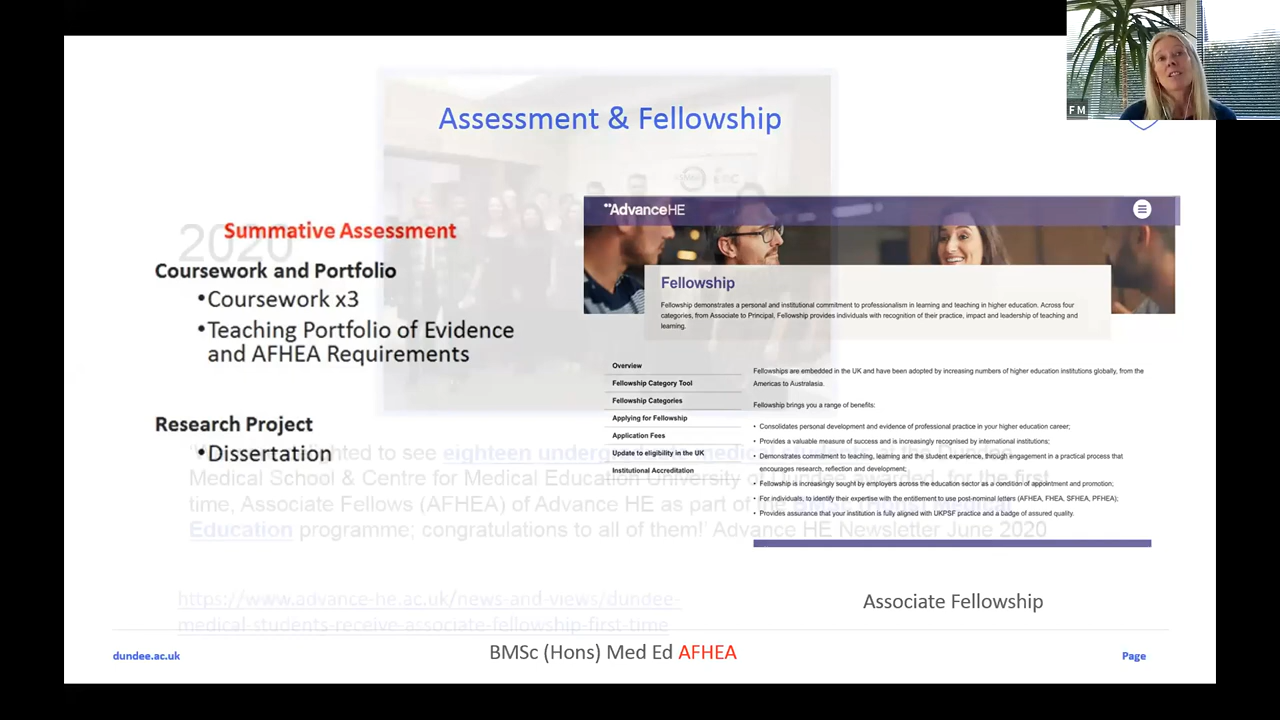 FM
Assessment & Fellowship
2020
Summative Assessment
Coursework and Portfolio
•Coursework x3
•Teaching Portfolio of Evidence
and AFHEA Requirements
Research Project
•Dissertation
AdvanceHE
Fellowship
Fellowship demonstrates a personal and institutional commitment to professionalism in learning and teaching in higher education. Across four
categories, from Associate to Principal, Fellowship provides individuals with recognition of their practice, impact and leadership of teaching and
learning.
Overview
Fellowship Category Tool
Fellowship Categories
Applying for Fellowship
Application Fees
Update to eligibility in the UK
Institutional Accreditation
Fellowships are embedded in the UK and have been adopted by increasing numbers of higher education institutions globally, from the
Americas to Australasia.
Fellowship brings you a range of benefits:
• Consolidates personal development and evidence of professional practice in your higher education career;
• Provides a valuable measure of success and is increasingly recognised by international institutions;
• Demonstrates commitment to teaching, learning and the student experience, through engagement in a practical process that
encourages research, reflection and development;
• Fellowship is increasingly sought by employers across the education sector as a condition of appointment and promotion;
• For individuals, to identify their expertise with the entitlement to use post-nominal letters (AFHEA, FHEA, SFHEA, PFHEA);
• Provides assurance that your institution is fully aligned with UKPSF practice and a badge of assured quality.
to see eighteen
Medical School & Centre for Medical Education University of Dundee awarded, for the first
time, Associate Fellows (AFHEA) of Advance HE as part of the
Education programme; congratulations to all of them!' Advance HE Newsletter June 2020
https://www.advance-he.ac.uk/news-and-views/dundee-
medical-students-receive-associate-fellowship-first-time
Associate Fellowship
dundee.ac.uk
BMSc (Hons) Med Ed AFHEA
Page